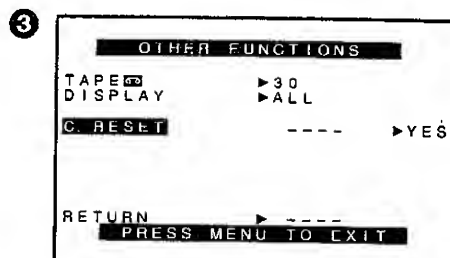 3
OTHER FUNCTIONS
TAPE ►30
DISPLAY ►ALL
C. RESET ---- ►YES
RETURN ► ----
PRESS MENU TO EXIT